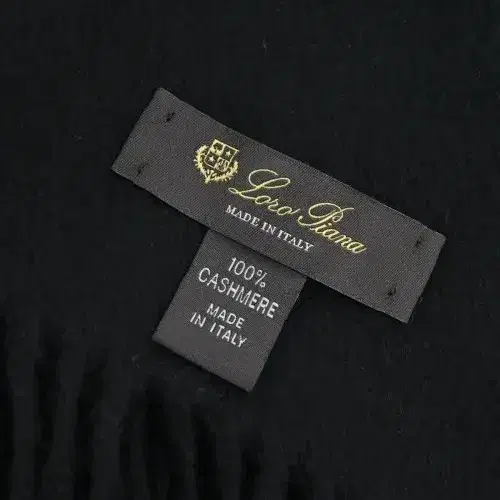 Loro Piana
MADE IN ITALY
100%
CASHMERE
MADE
IN ITALY